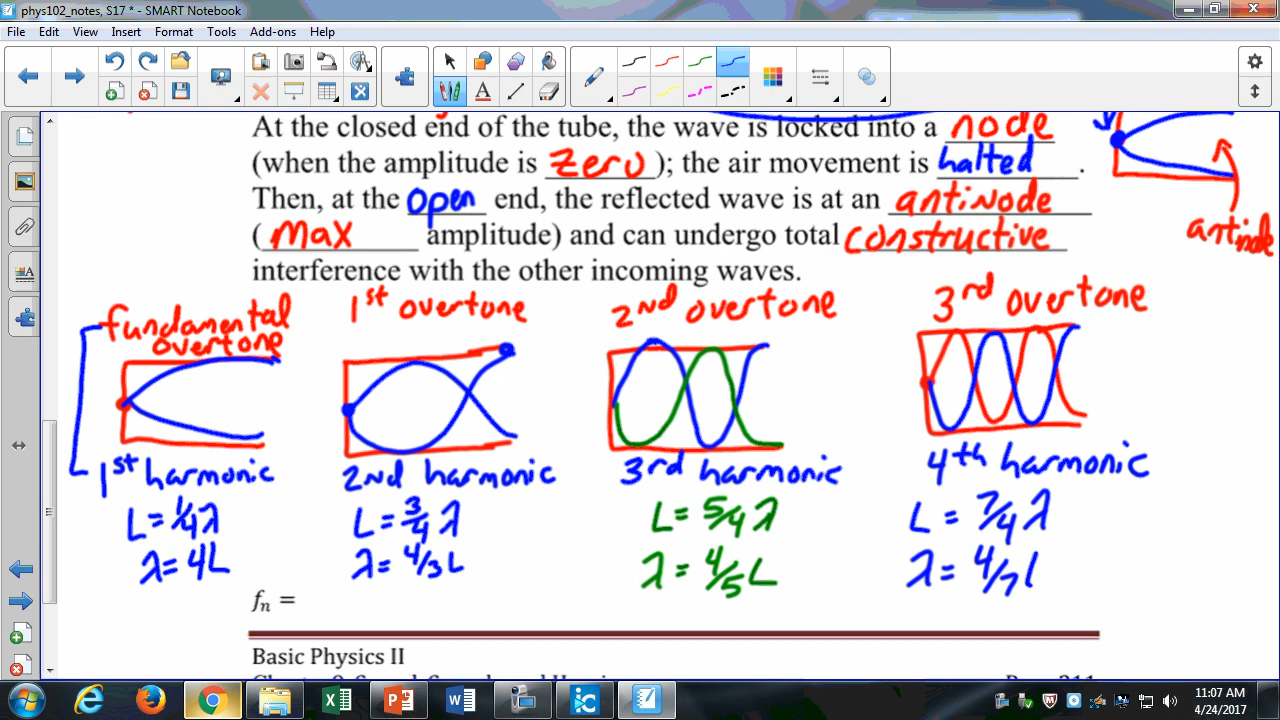 phys102_notes, S17 * - SMART Notebook
File Edit View Insert Format Tools Add-ons Help
At the closed end of the tube, the wave is locked into a node
(when the amplitude is zero); the air movement is halted.
Then, at the open end, the reflected wave is at an antinode
(max amplitude) and can undergo total constructive
interference with the other incoming waves.
antinode
fundamental overtone
1st overtone
2nd overtone
3rd overtone
1st harmonic
2nd harmonic
3rd harmonic
4th harmonic
L = 1/4 λ
L = 3/4 λ
L = 5/4 λ
L = 7/4 λ
λ = 4L
λ = 4/3 L
λ = 4/5 L
λ = 4/7 L
fn =
Basic Physics II
11:07 AM
4/24/2017